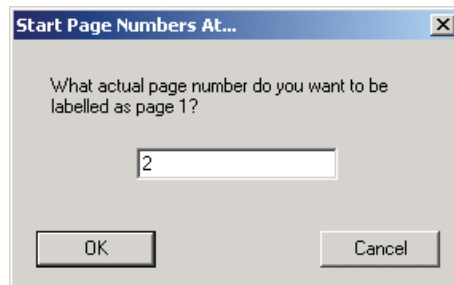 Start Page Numbers At...
What actual page number do you want to be
labelled as page 1?
2
OK Cancel